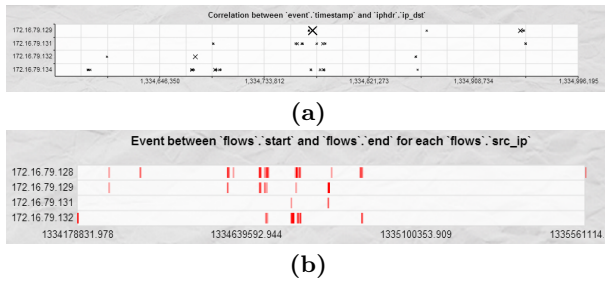 Correlation between `event`.`timestamp` and `iphdr`.`ip_dst`
172.16.79.129
172.16.79.131
172.16.79.132
172.16.79.134
1,334,646,350 1,334,733,812 1,334,821,273 1,334,908,734 1,334,996,195
(a)
Event between `flows`.`start` and `flows`.`end` for each `flows`.`src_ip`
172.16.79.128
172.16.79.129
172.16.79.131
172.16.79.132
1334178831.978 1334639592.944 1335100353.909 1335561114.
(b)